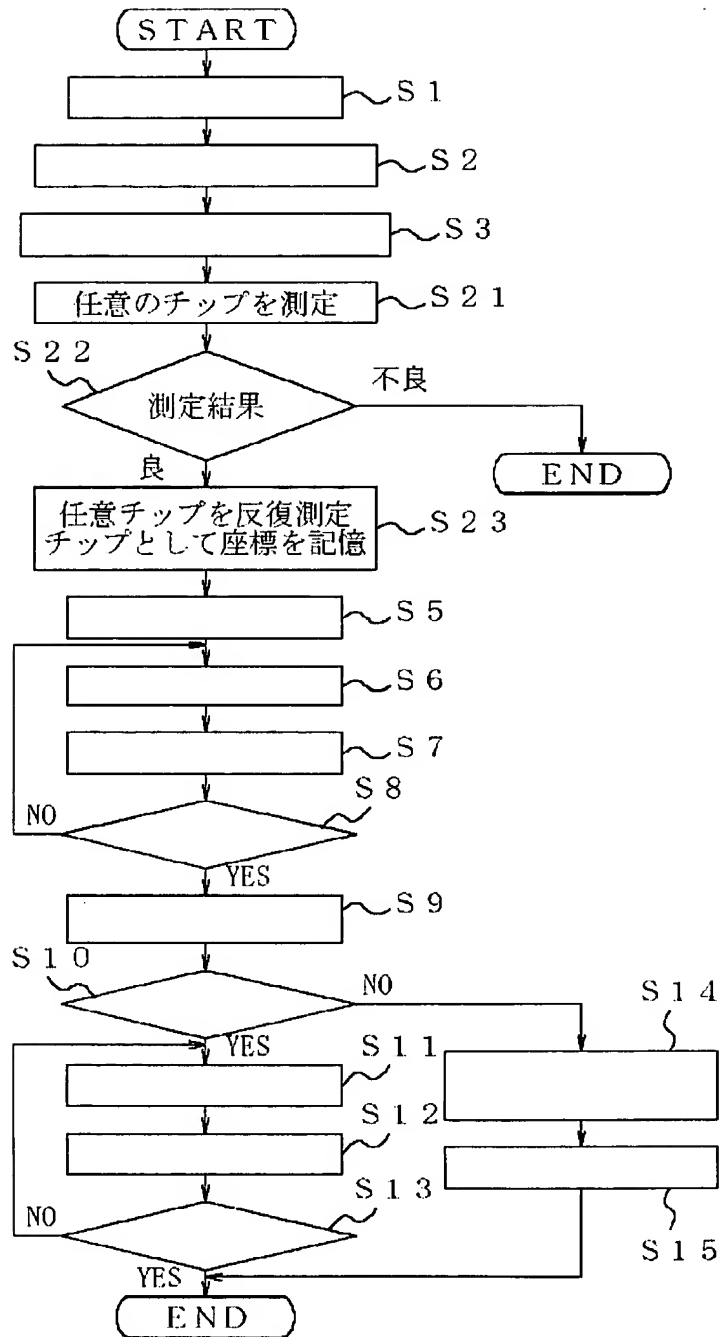 START
S1
S2
S3
任意のチップを測定
S21
S22
測定結果
不良
END
良
任意チップを反復測定
チップとして座標を記憶
S23
S5
S6
S7
S8
NO
YES
S9
S10
NO
YES
S14
S11
S12
S13
NO
S15
YES
END